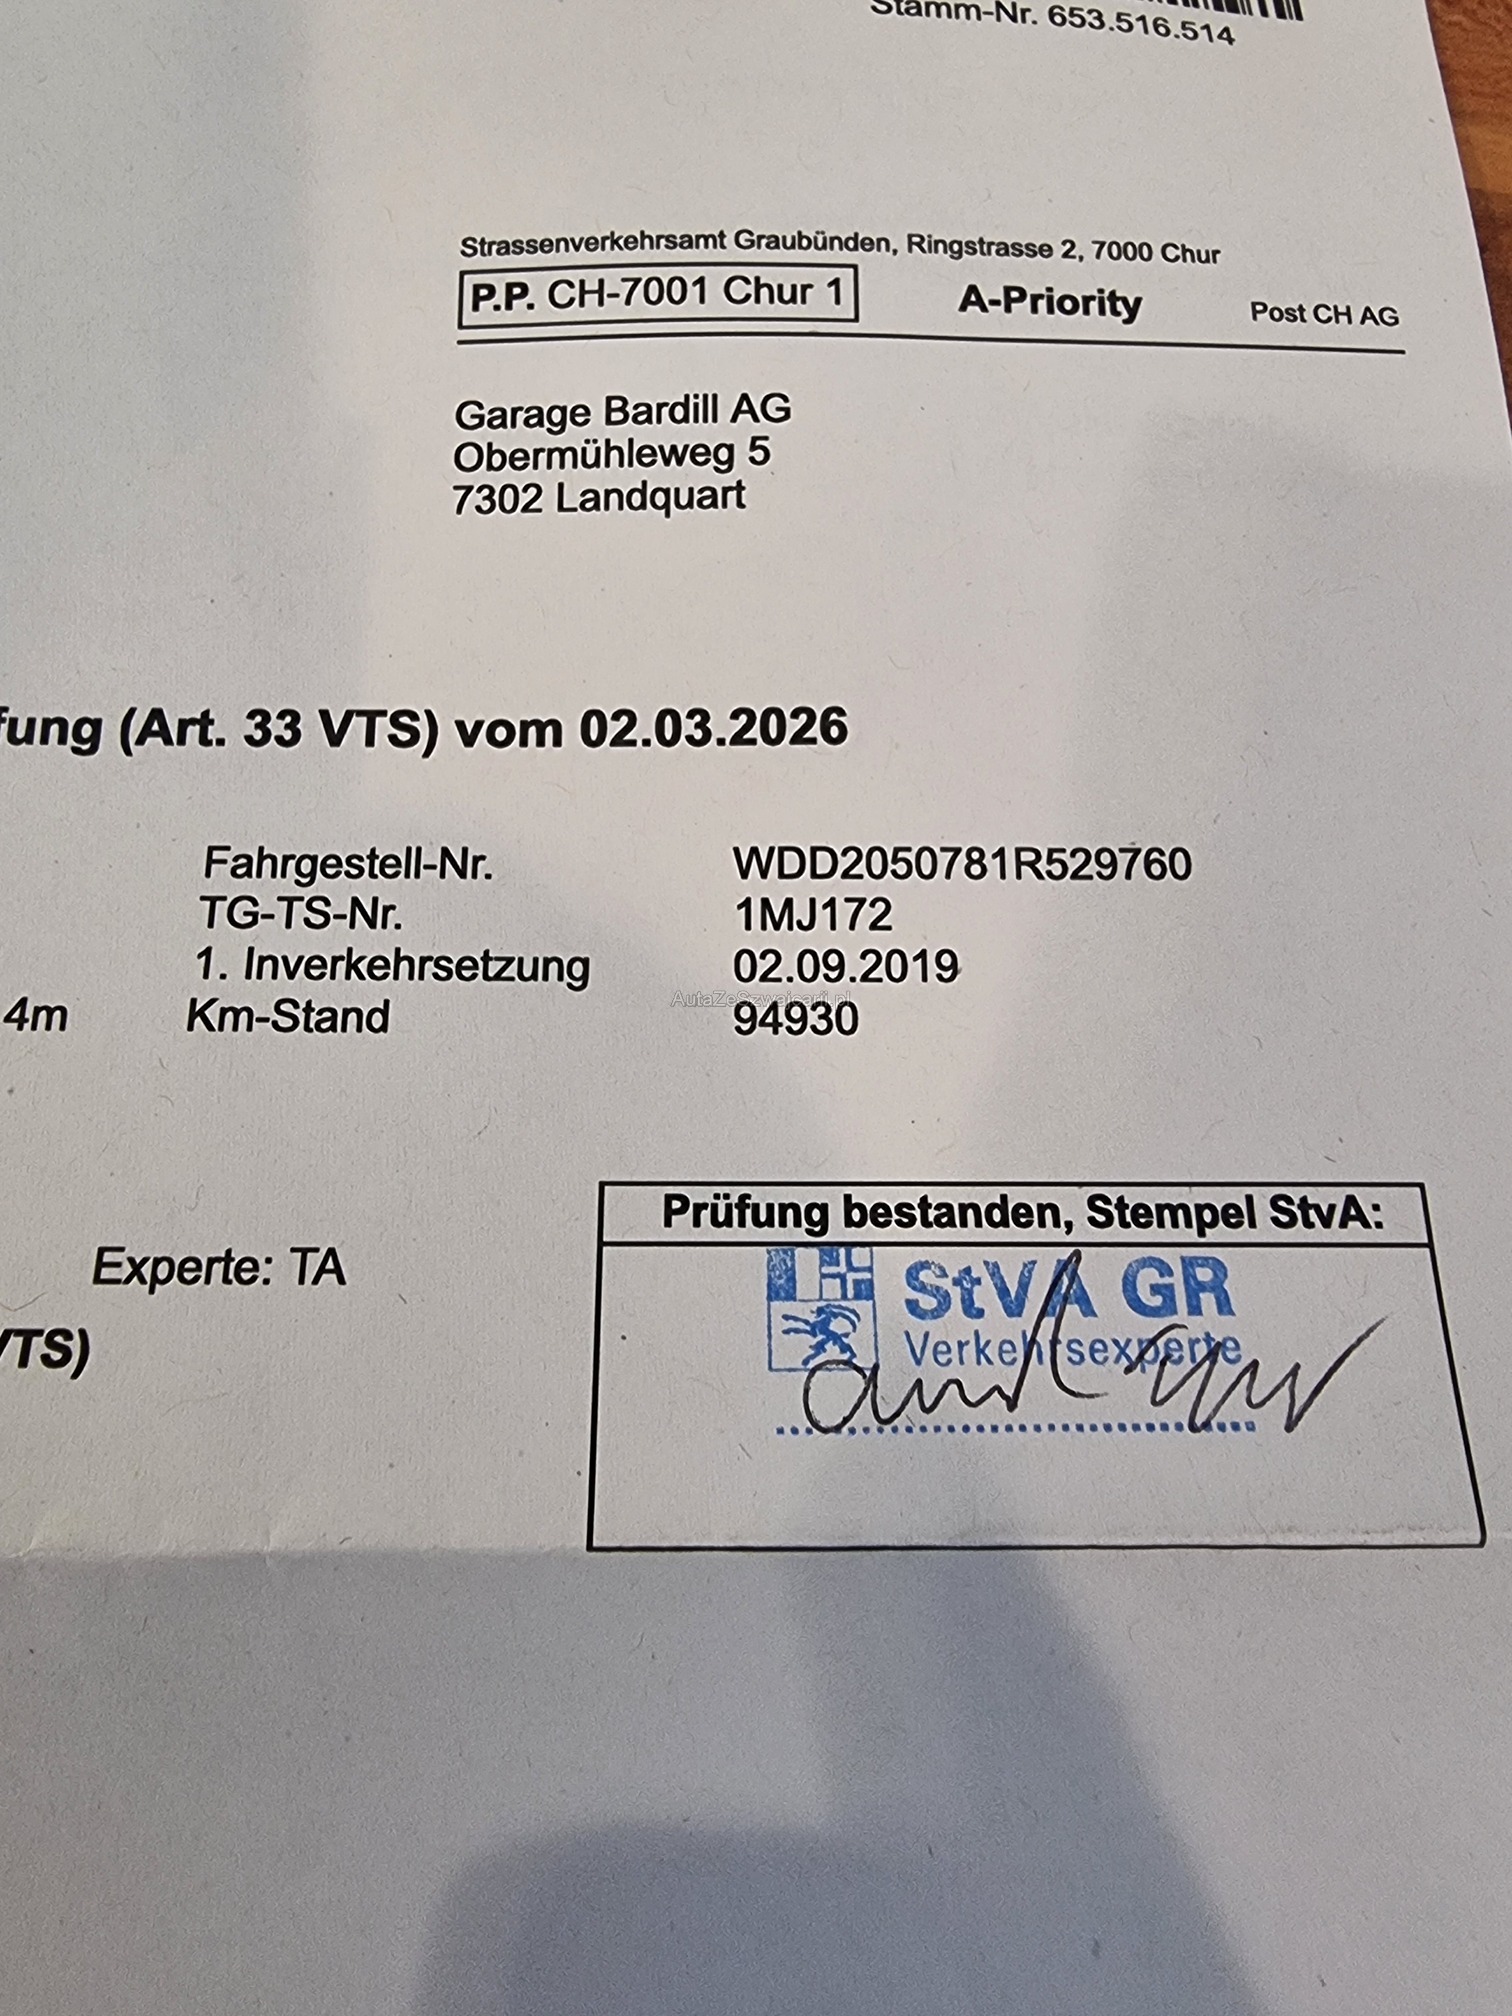 Stamm-Nr. 653.516.514
Strassenverkehrsamt Graubünden, Ringstrasse 2, 7000 Chur
P.P. CH-7001 Chur 1 A-Priority Post CH AG
Garage Bardill AG
Obermühleweg 5
7302 Landquart
fung (Art. 33 VTS) vom 02.03.2026
Fahrgestell-Nr. WDD2050781R529760
TG-TS-Nr. 1MJ172
1. Inverkehrsetzung 02.09.2019
AutaZeSzwajcarii.pl
4m Km-Stand 94930
Prüfung bestanden, Stempel StvA:
Experte: TA
StVA GR
VTS)
Verkehrsexperte